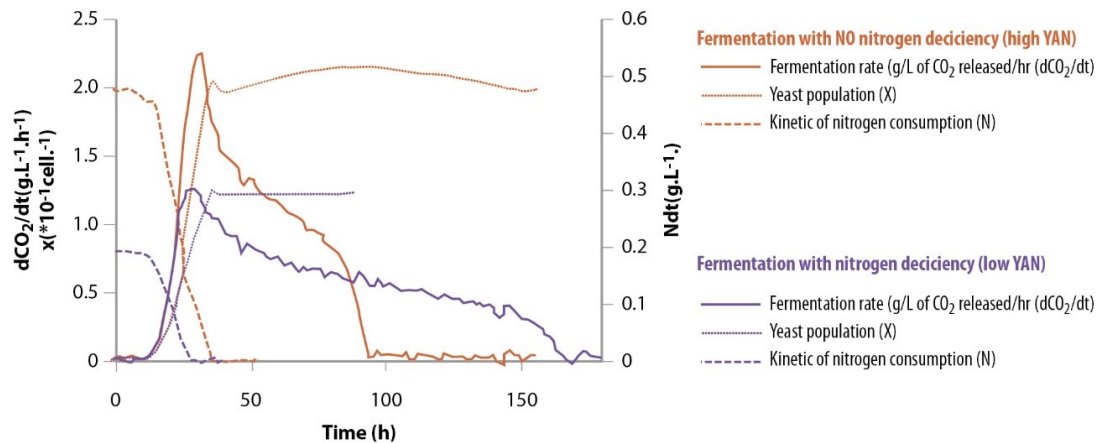 2.5
2.0
1.5
1.0
0.5
0
dCO2/dt(g.L-1.h-1)
x(*10-1cell.-1)
0.6
0.5
0.4
0.3
0.2
0.1
0
Ndt(g.L-1.)
0 50 100 150
Time (h)
Fermentation with NO nitrogen deciciency (high YAN)
Fermentation rate (g/L of CO2 released/hr (dCO2/dt)
Yeast population (X)
Kinetic of nitrogen consumption (N)
Fermentation with nitrogen deciciency (low YAN)
Fermentation rate (g/L of CO2 released/hr (dCO2/dt)
Yeast population (X)
Kinetic of nitrogen consumption (N)